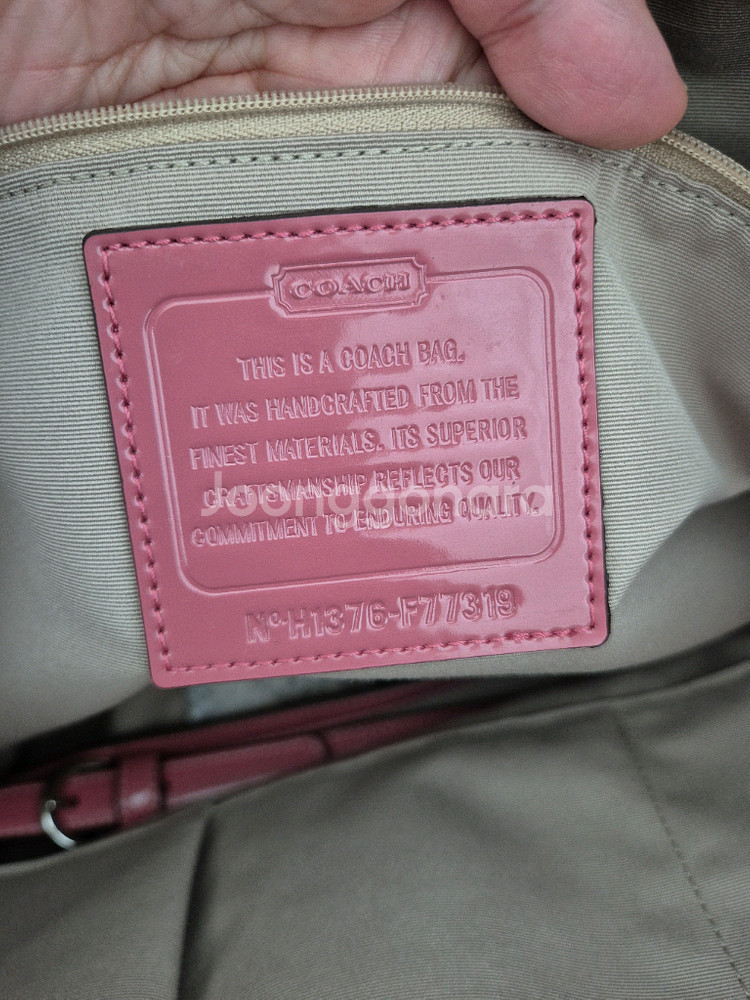 COACH
THIS IS A COACH BAG.
IT WAS HANDCRAFTED FROM THE
FINEST MATERIALS. ITS SUPERIOR
CRAFTSMANSHIP REFLECTS OUR
Joonggonara
COMMITMENT TO ENDURING QUALITY.
Nº H1376-F77319